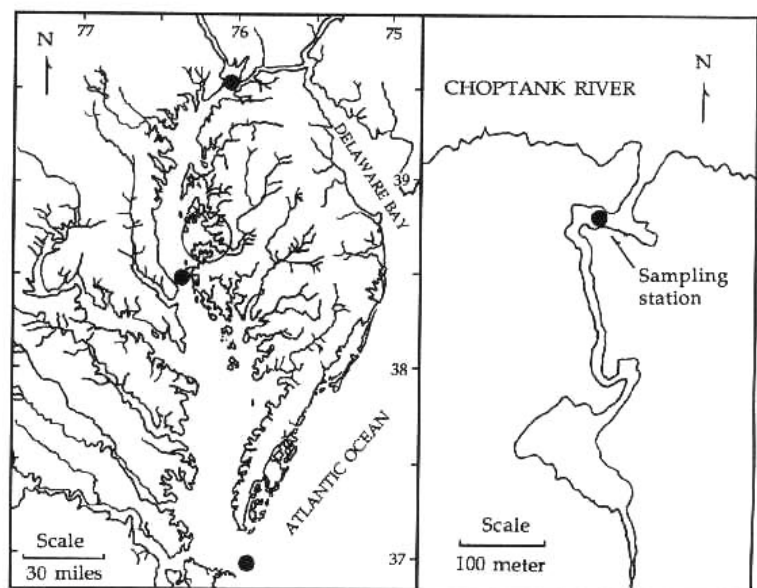 77
76
75
N
DELAWARE BAY
39
38
ATLANTIC OCEAN
37
Scale
30 miles
CHOPTANK RIVER
N
Sampling
station
Scale
100 meter